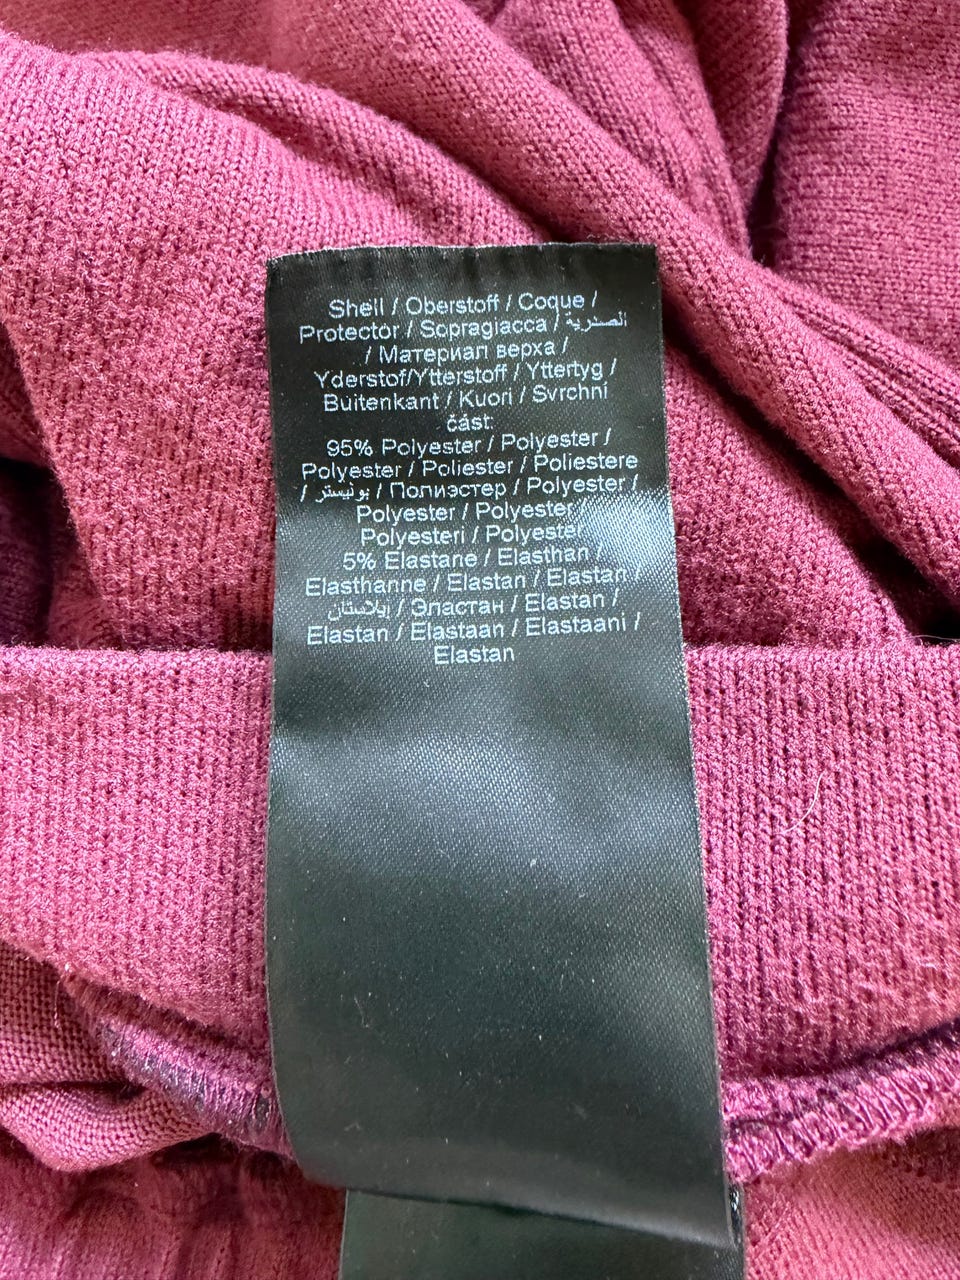 Shell / Oberstoff / Coque /
Protector / Sopragiacca / الصدرية
/ Материал верха /
Yderstof/Ytterstoff / Yttertyg /
Buitenkant / Kuori / Svrchní
část:
95% Polyester / Polyester /
Polyester / Poliester / Poliestere
/ بوليستر / Полиэстер / Polyester /
Polyester / Polyester /
Polyesteri / Polyester
5% Elastane / Elasthan /
Elasthanne / Elastan / Elastan /
إيلاستان / Эластан / Elastan /
Elastan / Elastaan / Elastaani /
Elastan